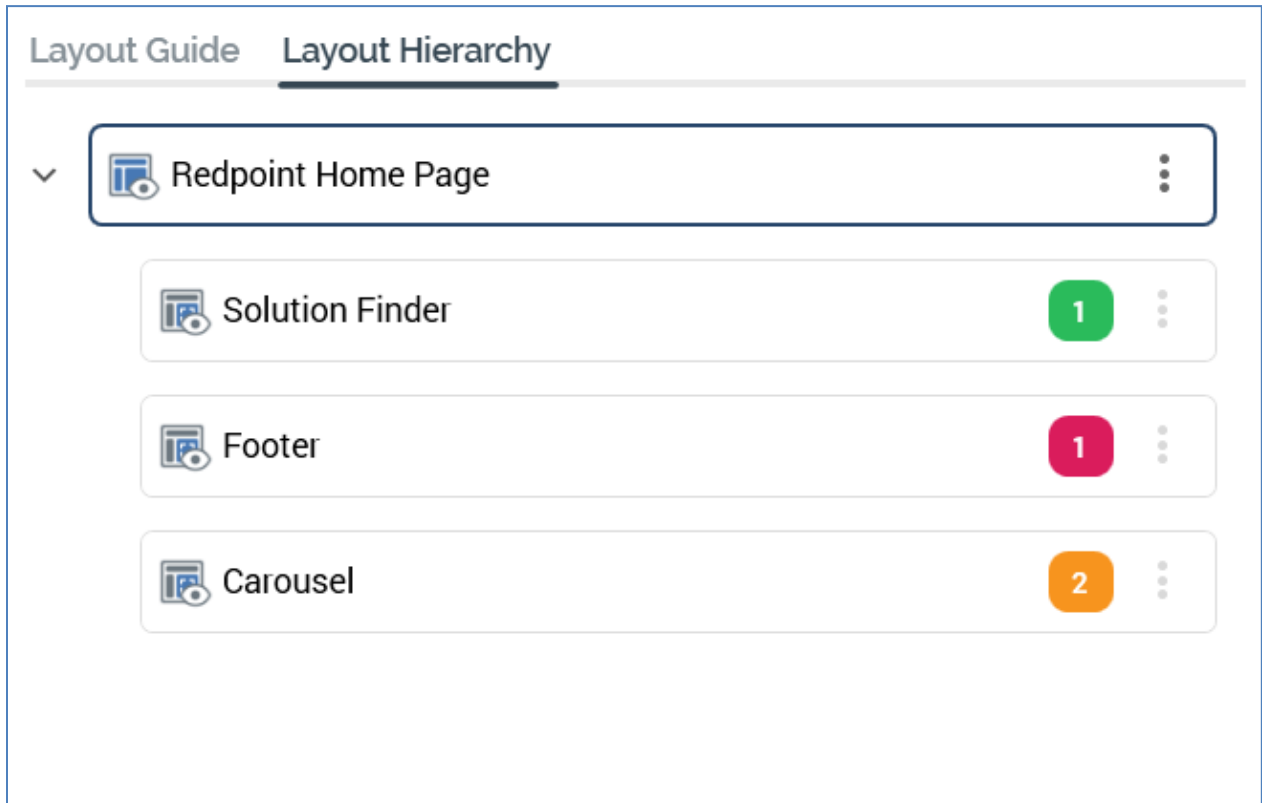 Layout Guide Layout Hierarchy
Redpoint Home Page
Solution Finder 1
Footer 1
Carousel 2